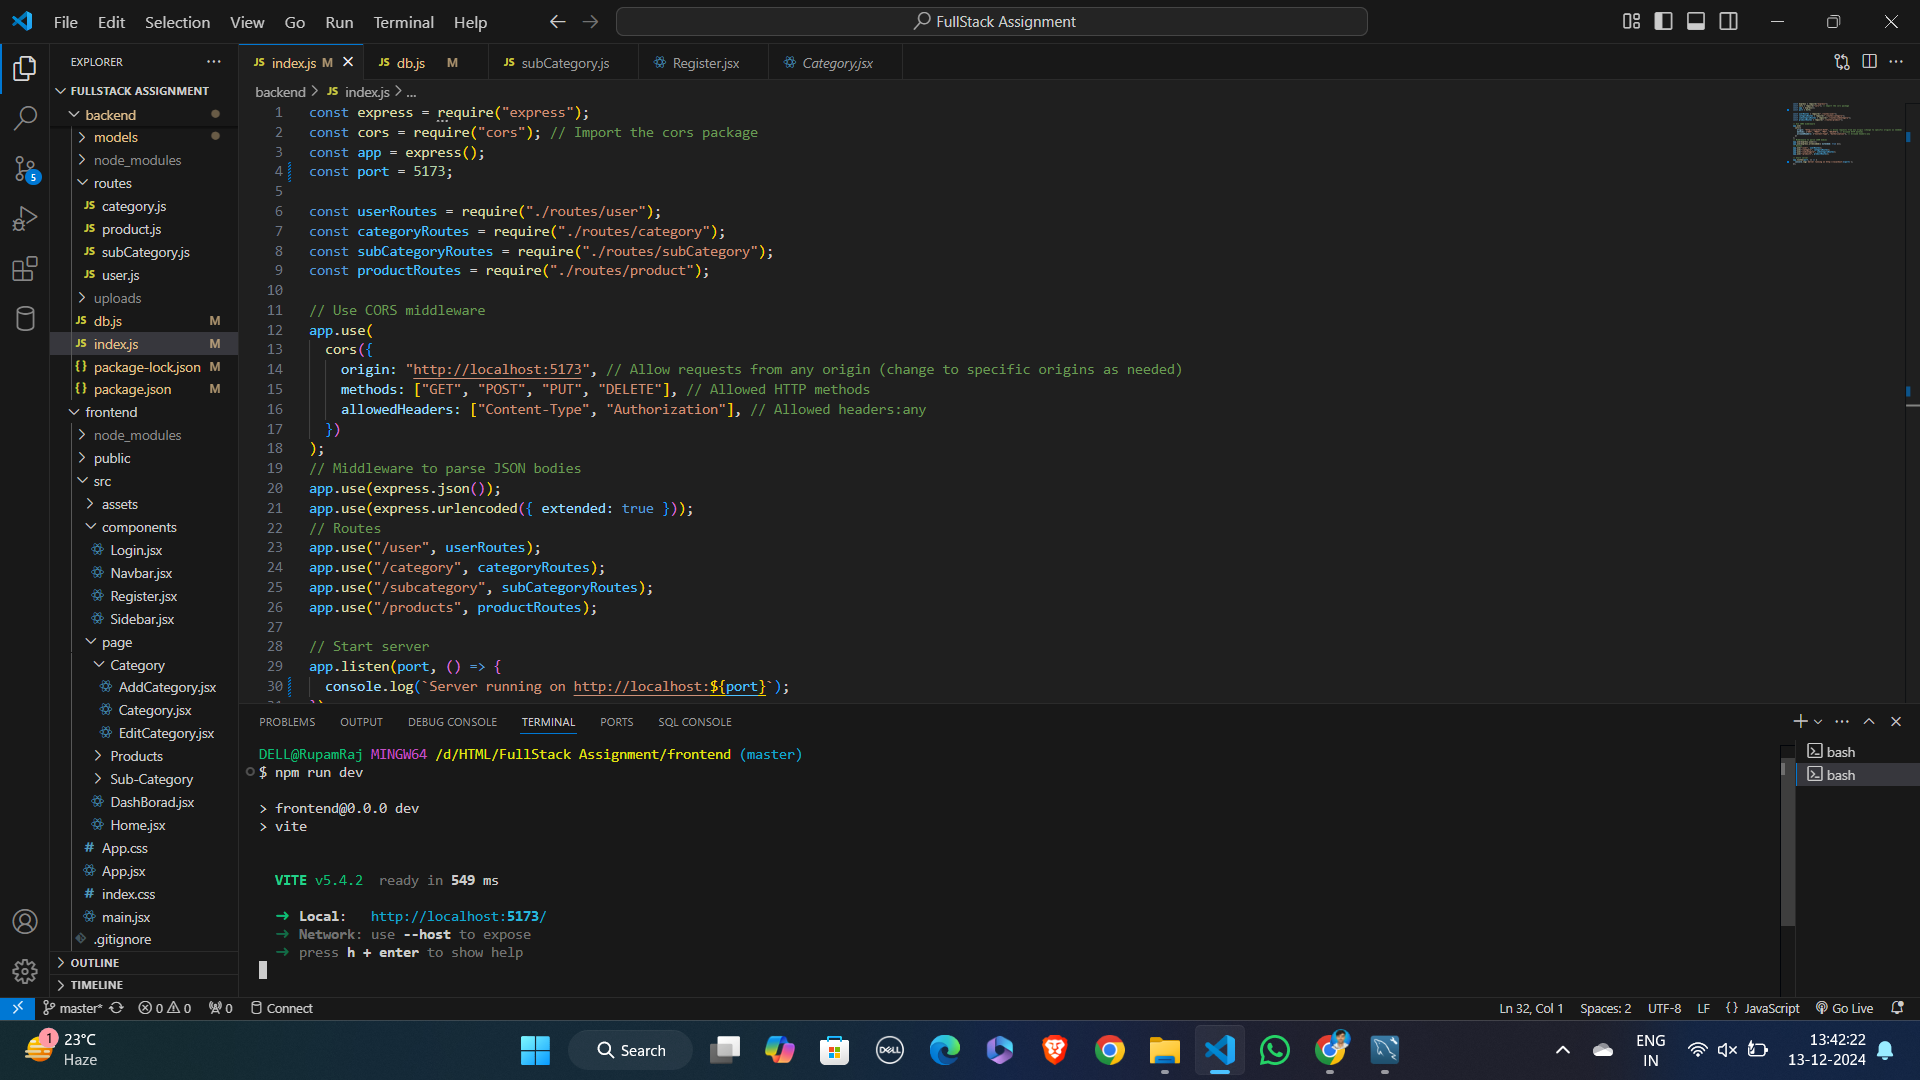 File Edit Selection View Go Run Terminal Help
FullStack Assignment
EXPLORER
FULLSTACK ASSIGNMENT
backend
models
node_modules
routes
JS category.js
JS product.js
JS subCategory.js
JS user.js
uploads
JS db.js M
JS index.js M
{} package-lock.json M
{} package.json M
frontend
node_modules
public
src
assets
components
Login.jsx
Navbar.jsx
Register.jsx
Sidebar.jsx
page
Category
AddCategory.jsx
Category.jsx
EditCategory.jsx
Products
Sub-Category
DashBorad.jsx
Home.jsx
# App.css
App.jsx
# index.css
main.jsx
.gitignore
OUTLINE
TIMELINE
5
JS index.js M JS db.js M JS subCategory.js Register.jsx Category.jsx
backend > JS index.js > ...
1 const express = require("express");
2 const cors = require("cors"); // Import the cors package
3 const app = express();
4 const port = 5173;
5
6 const userRoutes = require("./routes/user");
7 const categoryRoutes = require("./routes/category");
8 const subCategoryRoutes = require("./routes/subCategory");
9 const productRoutes = require("./routes/product");
10
11 // Use CORS middleware
12 app.use(
13 cors({
14 origin: "http://localhost:5173", // Allow requests from any origin (change to specific origins as needed)
15 methods: ["GET", "POST", "PUT", "DELETE"], // Allowed HTTP methods
16 allowedHeaders: ["Content-Type", "Authorization"], // Allowed headers:any
17 })
18 );
19 // Middleware to parse JSON bodies
20 app.use(express.json());
21 app.use(express.urlencoded({ extended: true }));
22 // Routes
23 app.use("/user", userRoutes);
24 app.use("/category", categoryRoutes);
25 app.use("/subcategory", subCategoryRoutes);
26 app.use("/products", productRoutes);
27
28 // Start server
29 app.listen(port, () => {
30 console.log(`Server running on http://localhost:${port}`);
PROBLEMS OUTPUT DEBUG CONSOLE TERMINAL PORTS SQL CONSOLE
DELL@RupamRaj MINGW64 /d/HTML/FullStack Assignment/frontend (master)
$ npm run dev
> frontend@0.0.0 dev
> vite
VITE v5.4.2 ready in 549 ms
➜ Local: http://localhost:5173/
➜ Network: use --host to expose
➜ press h + enter to show help
bash
bash
master* 0 0 0 Connect
Ln 32, Col 1 Spaces: 2 UTF-8 LF {} JavaScript Go Live
1
23°C
Haze
Search
DELL
ENG
IN
13:42:22
13-12-2024